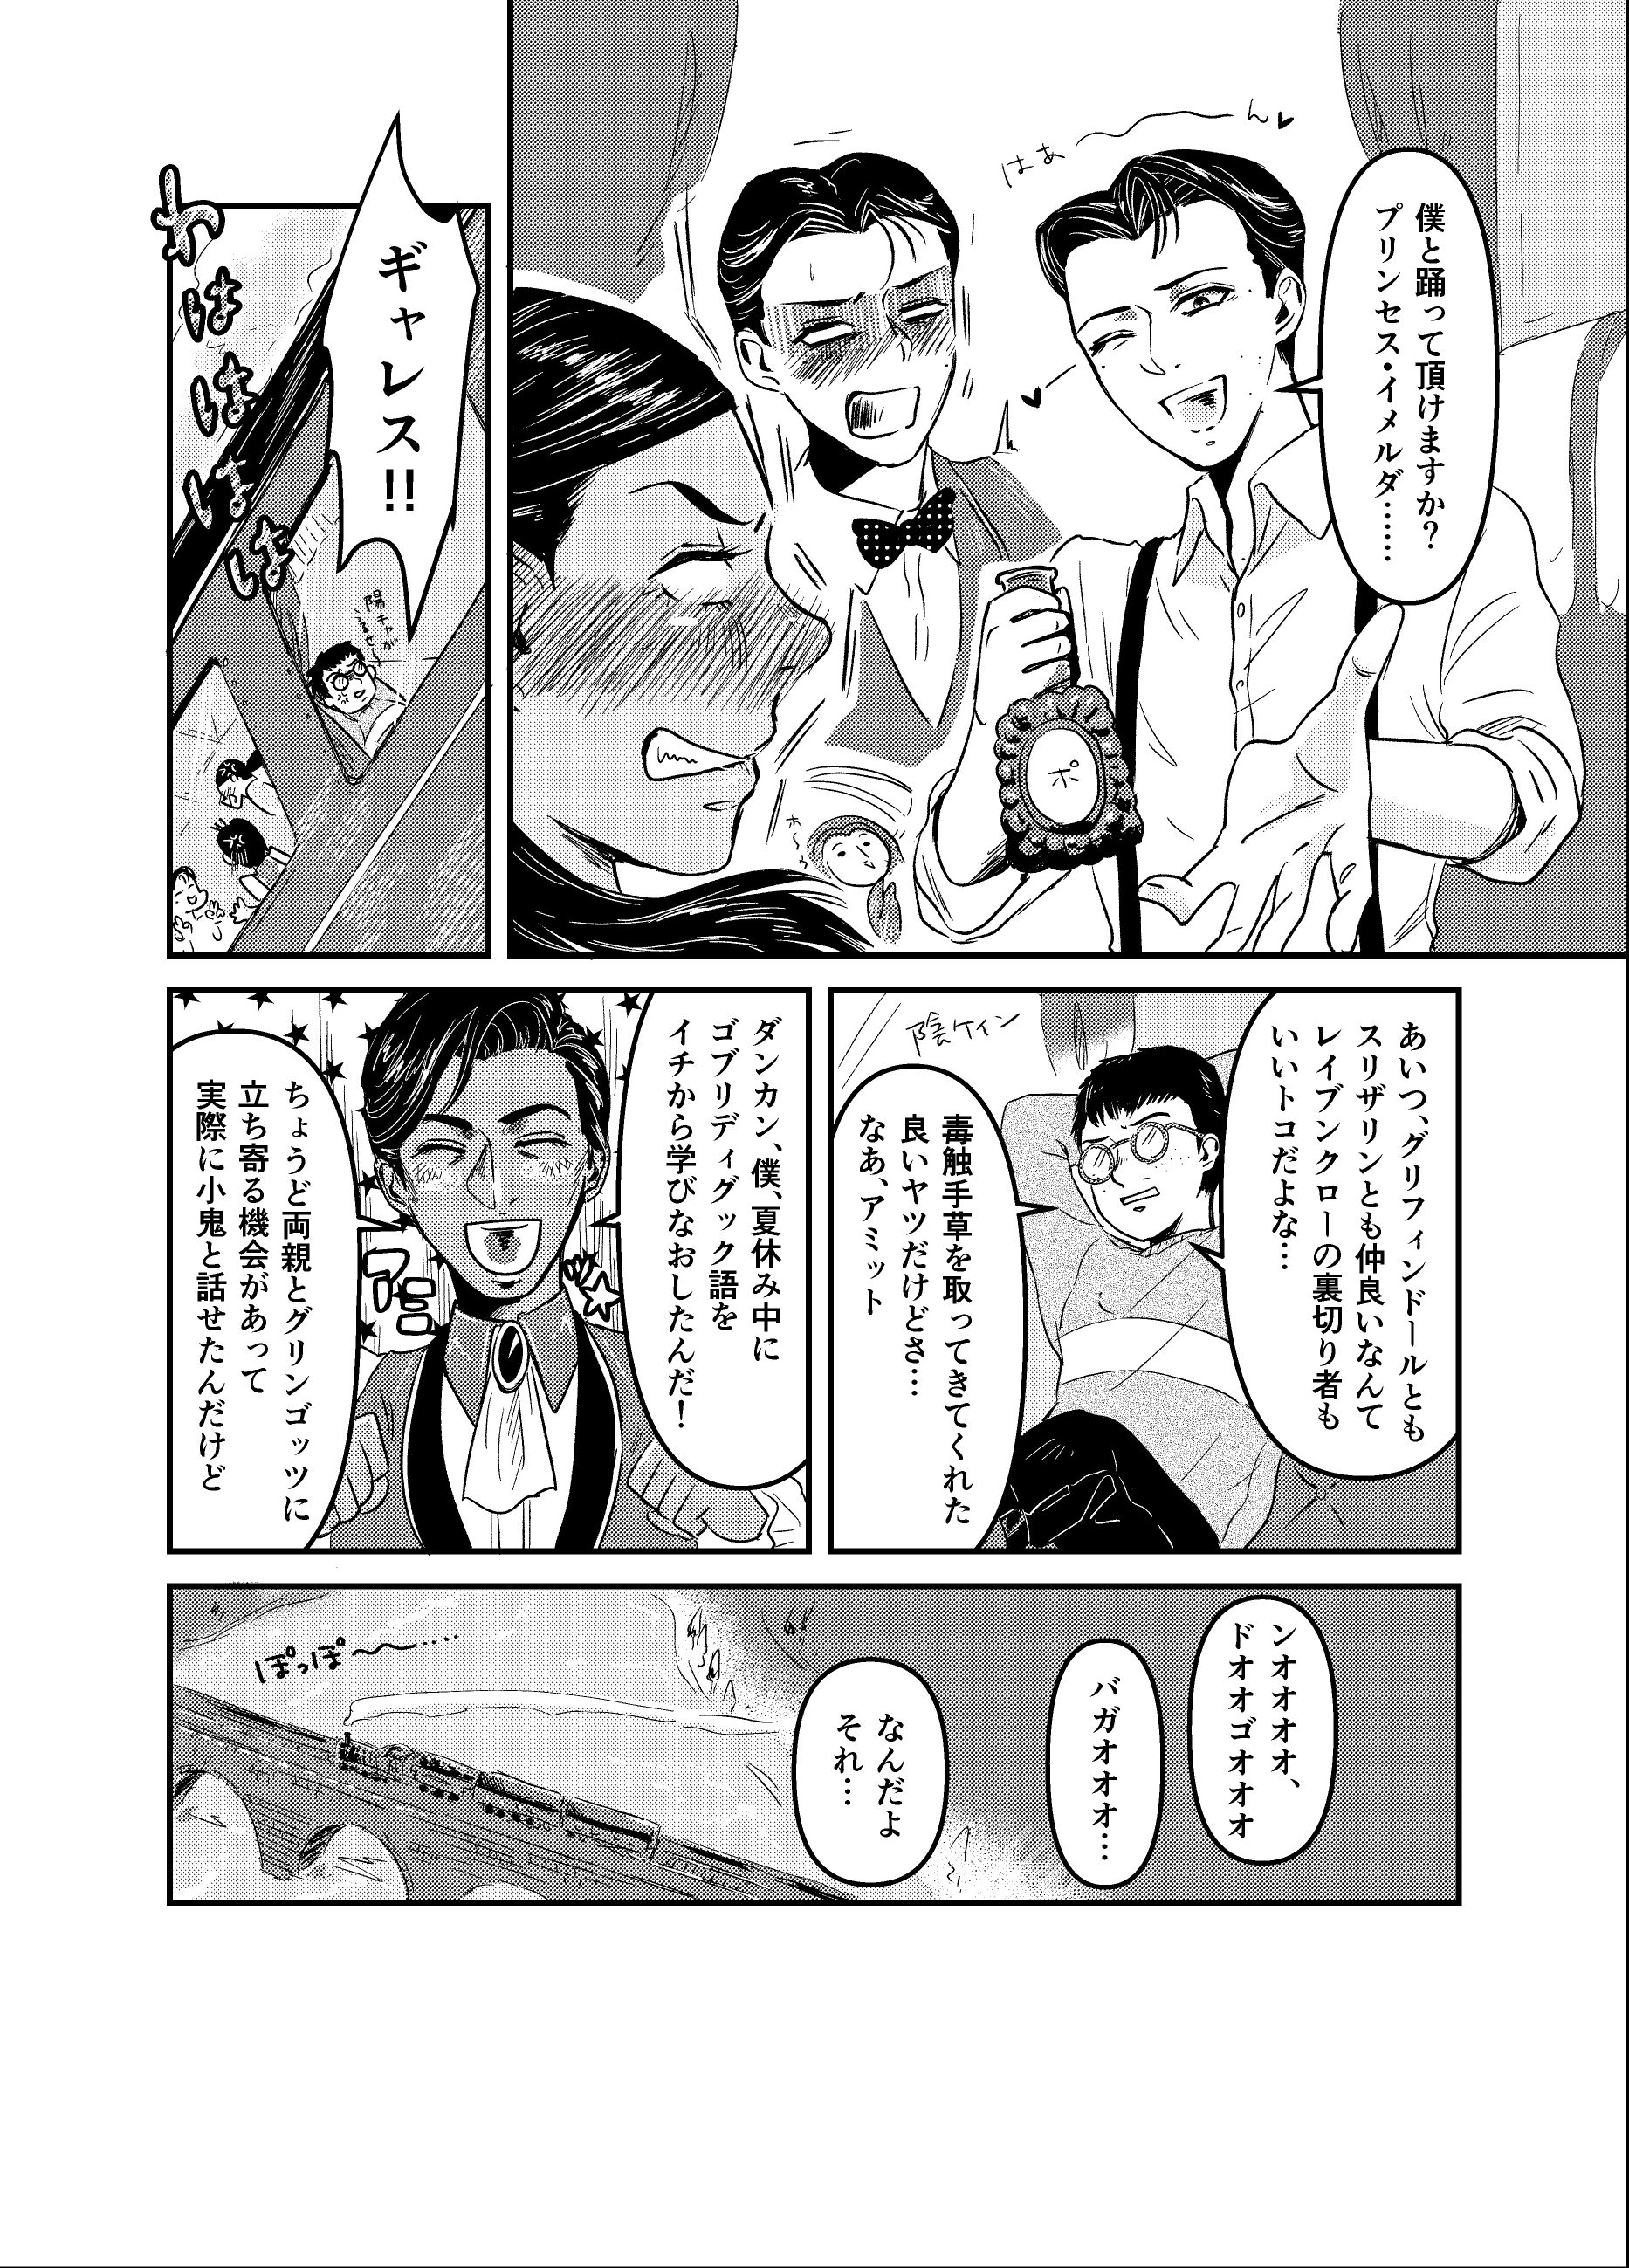 僕と踊って頂けますか？
プリンセス・イメルダ……
はぁ〜ん♥
ポ
ギャレス!!
わははははは
あいつ、グリフィンドールとも
スリザリンとも仲良いなんて
レイブンクローの裏切り者も
いいトコだよな…
陰ケイン
毒触手草を取ってきてくれた
良いヤツだけどさ…
なあ、アミット
ダンカン、僕、夏休み中に
ゴブリディグック語を
イチから学びなおしたんだ！
ちょうど両親とグリンゴッツに
立ち寄る機会があって
実際に小鬼と話せたんだけど
ンオオオオ、
ドオオゴオオオ
バガオオオ…
なんだよ
それ…
ぽっぽ〜〜….